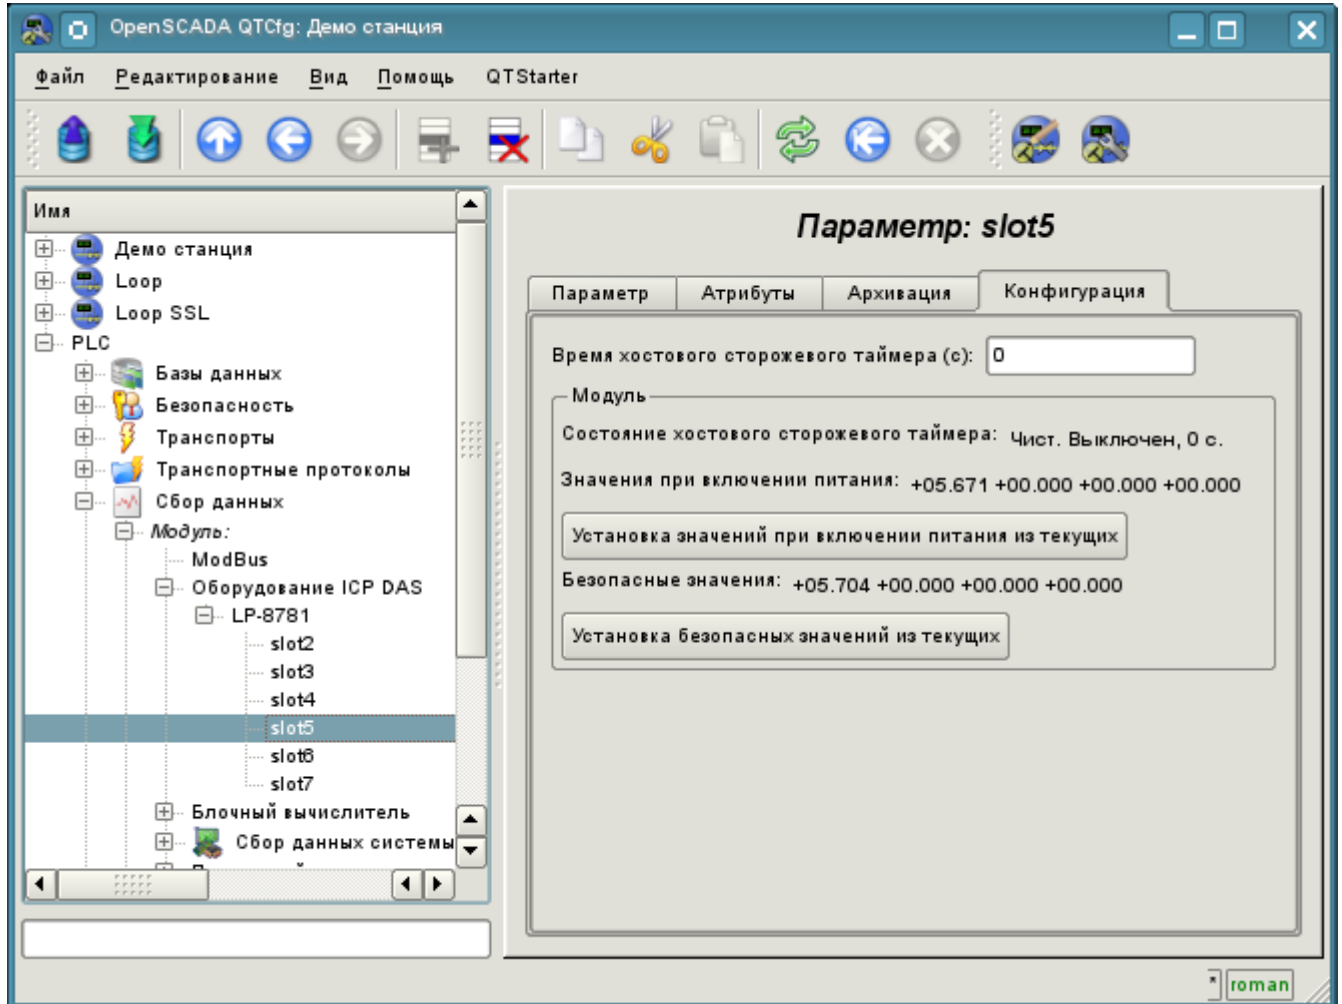 OpenSCADA QTCfg: Демо станция
Файл Редактирование Вид Помощь QTStarter
Имя
Демо станция
Loop
Loop SSL
PLC
Базы данных
Безопасность
Транспорты
Транспортные протоколы
Сбор данных
Модуль:
ModBus
Оборудование ICP DAS
LP-8781
slot2
slot3
slot4
slot5
slot6
slot7
Блочный вычислитель
Сбор данных системы
Параметр: slot5
Параметр Атрибуты Архивация Конфигурация
Время хостового сторожевого таймера (с): 0
Модуль
Состояние хостового сторожевого таймера: Чист. Выключен, 0 с.
Значения при включении питания: +05.671 +00.000 +00.000 +00.000
Установка значений при включении питания из текущих
Безопасные значения: +05.704 +00.000 +00.000 +00.000
Установка безопасных значений из текущих
* roman